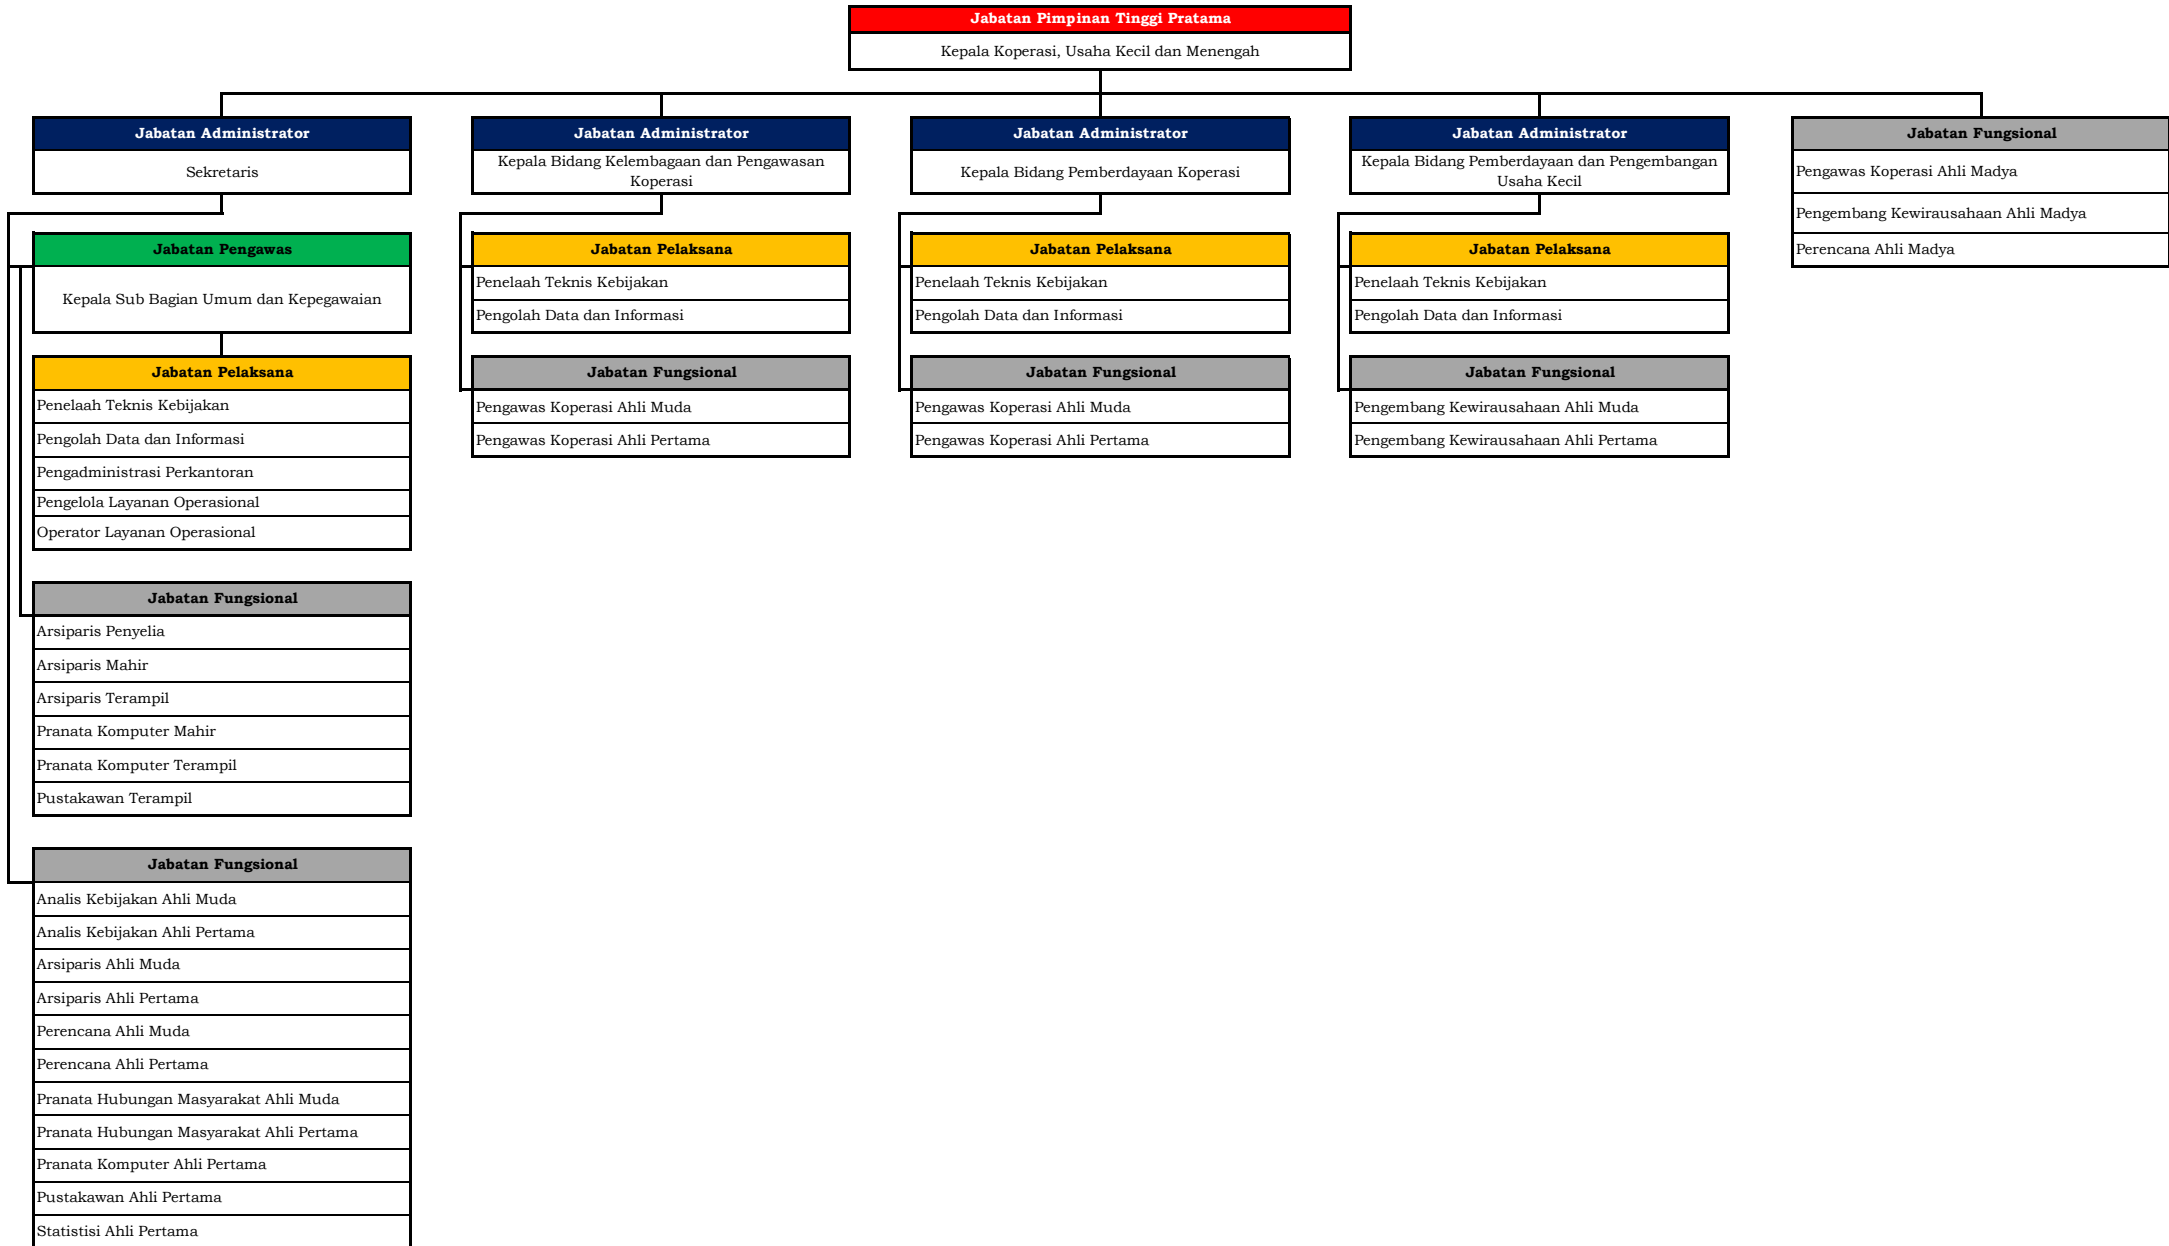 Jabatan Pimpinan Tinggi Pratama
Kepala Koperasi, Usaha Kecil dan Menengah
Jabatan Administrator
Sekretaris
Jabatan Pengawas
Kepala Sub Bagian Umum dan Kepegawaian
Jabatan Pelaksana
Penelaah Teknis Kebijakan
Pengolah Data dan Informasi
Pengadministrasi Perkantoran
Pengelola Layanan Operasional
Operator Layanan Operasional
Jabatan Fungsional
Arsiparis Penyelia
Arsiparis Mahir
Arsiparis Terampil
Pranata Komputer Mahir
Pranata Komputer Terampil
Pustakawan Terampil
Jabatan Fungsional
Analis Kebijakan Ahli Muda
Analis Kebijakan Ahli Pertama
Arsiparis Ahli Muda
Arsiparis Ahli Pertama
Perencana Ahli Muda
Perencana Ahli Pertama
Pranata Hubungan Masyarakat Ahli Muda
Pranata Hubungan Masyarakat Ahli Pertama
Pranata Komputer Ahli Pertama
Pustakawan Ahli Pertama
Statistisi Ahli Pertama
Jabatan Administrator
Kepala Bidang Kelembagaan dan Pengawasan
Koperasi
Jabatan Pelaksana
Penelaah Teknis Kebijakan
Pengolah Data dan Informasi
Jabatan Fungsional
Pengawas Koperasi Ahli Muda
Pengawas Koperasi Ahli Pertama
Jabatan Administrator
Kepala Bidang Pemberdayaan Koperasi
Jabatan Pelaksana
Penelaah Teknis Kebijakan
Pengolah Data dan Informasi
Jabatan Fungsional
Pengawas Koperasi Ahli Muda
Pengawas Koperasi Ahli Pertama
Jabatan Administrator
Kepala Bidang Pemberdayaan dan Pengembangan
Usaha Kecil
Jabatan Pelaksana
Penelaah Teknis Kebijakan
Pengolah Data dan Informasi
Jabatan Fungsional
Pengembang Kewirausahaan Ahli Muda
Pengembang Kewirausahaan Ahli Pertama
Jabatan Fungsional
Pengawas Koperasi Ahli Madya
Pengembang Kewirausahaan Ahli Madya
Perencana Ahli Madya